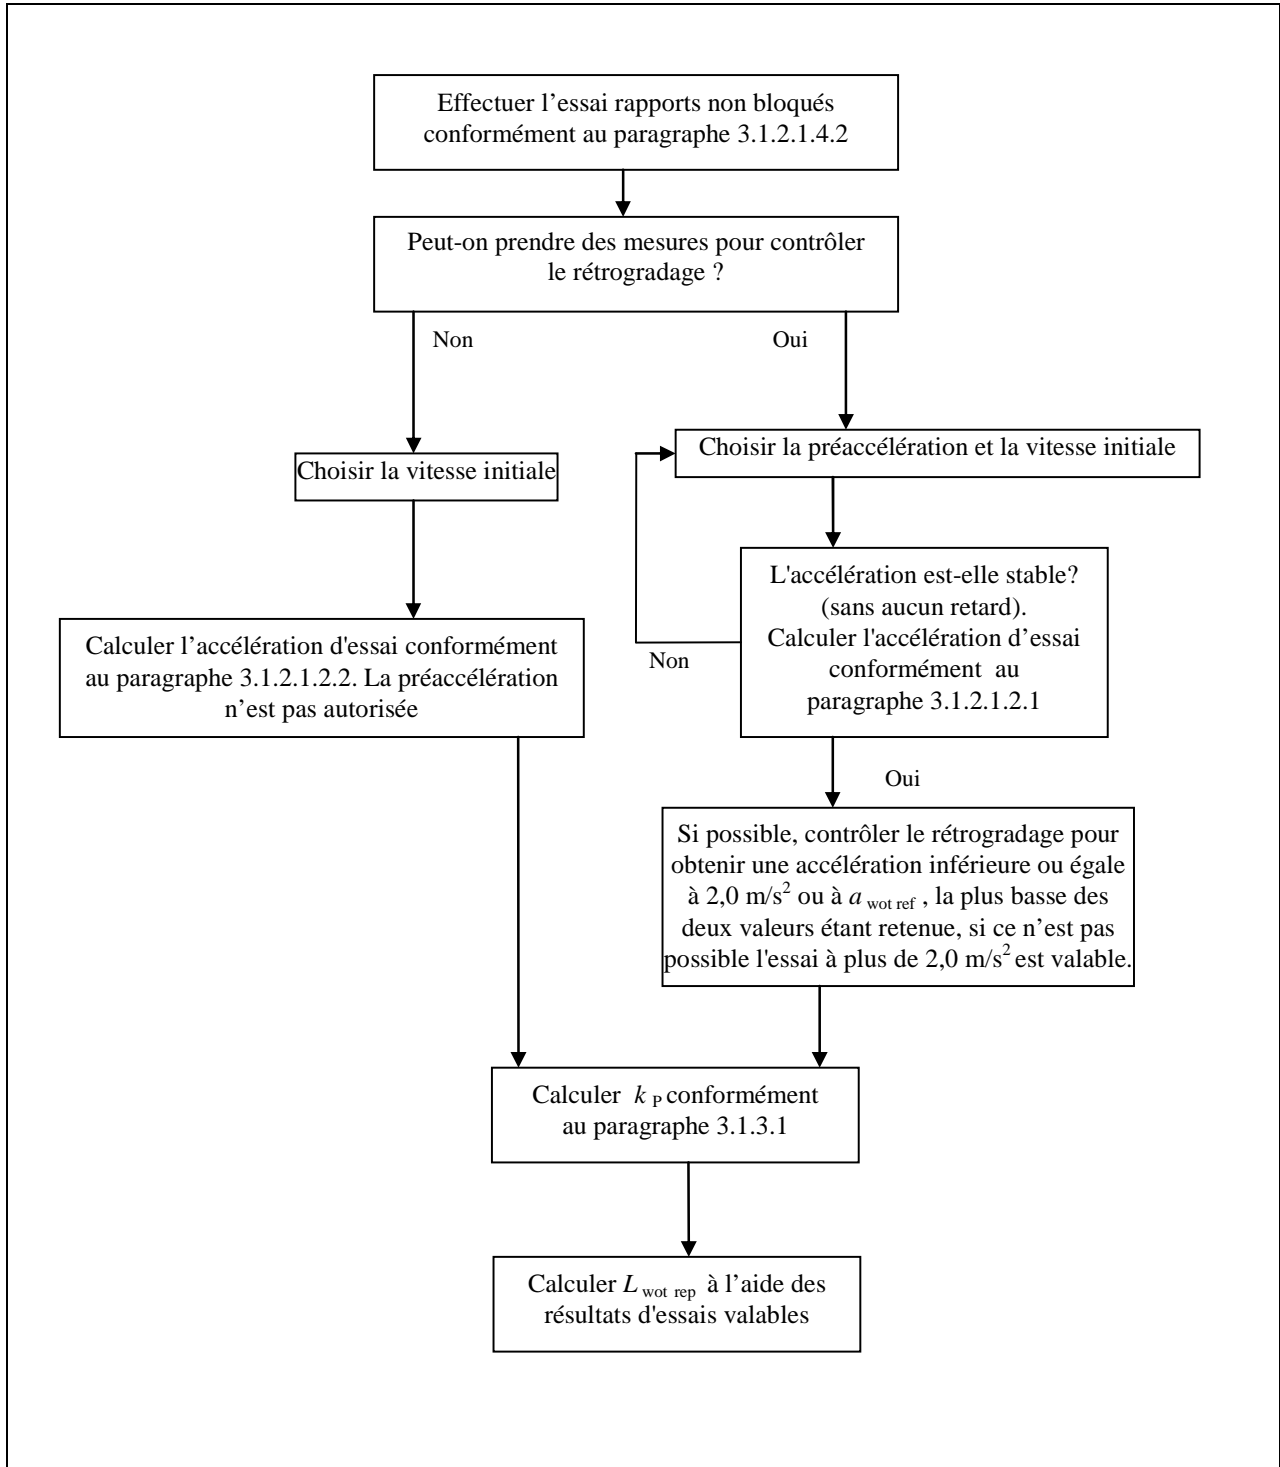 Effectuer l’essai rapports non bloqués
conformément au paragraphe 3.1.2.1.4.2
Peut-on prendre des mesures pour contrôler
le rétrogradage ?
Non
Oui
Choisir la vitesse initiale
Choisir la préaccélération et la vitesse initiale
L'accélération est-elle stable?
(sans aucun retard).
Calculer l'accélération d’essai
conformément au
paragraphe 3.1.2.1.2.1
Non
Calculer l’accélération d'essai conformément
au paragraphe 3.1.2.1.2.2. La préaccélération
n’est pas autorisée
Oui
Si possible, contrôler le rétrogradage pour
obtenir une accélération inférieure ou égale
à 2,0 m/s² ou à a wot ref , la plus basse des
deux valeurs étant retenue, si ce n’est pas
possible l'essai à plus de 2,0 m/s² est valable.
Calculer k P conformément
au paragraphe 3.1.3.1
Calculer L wot rep à l’aide des
résultats d'essais valables